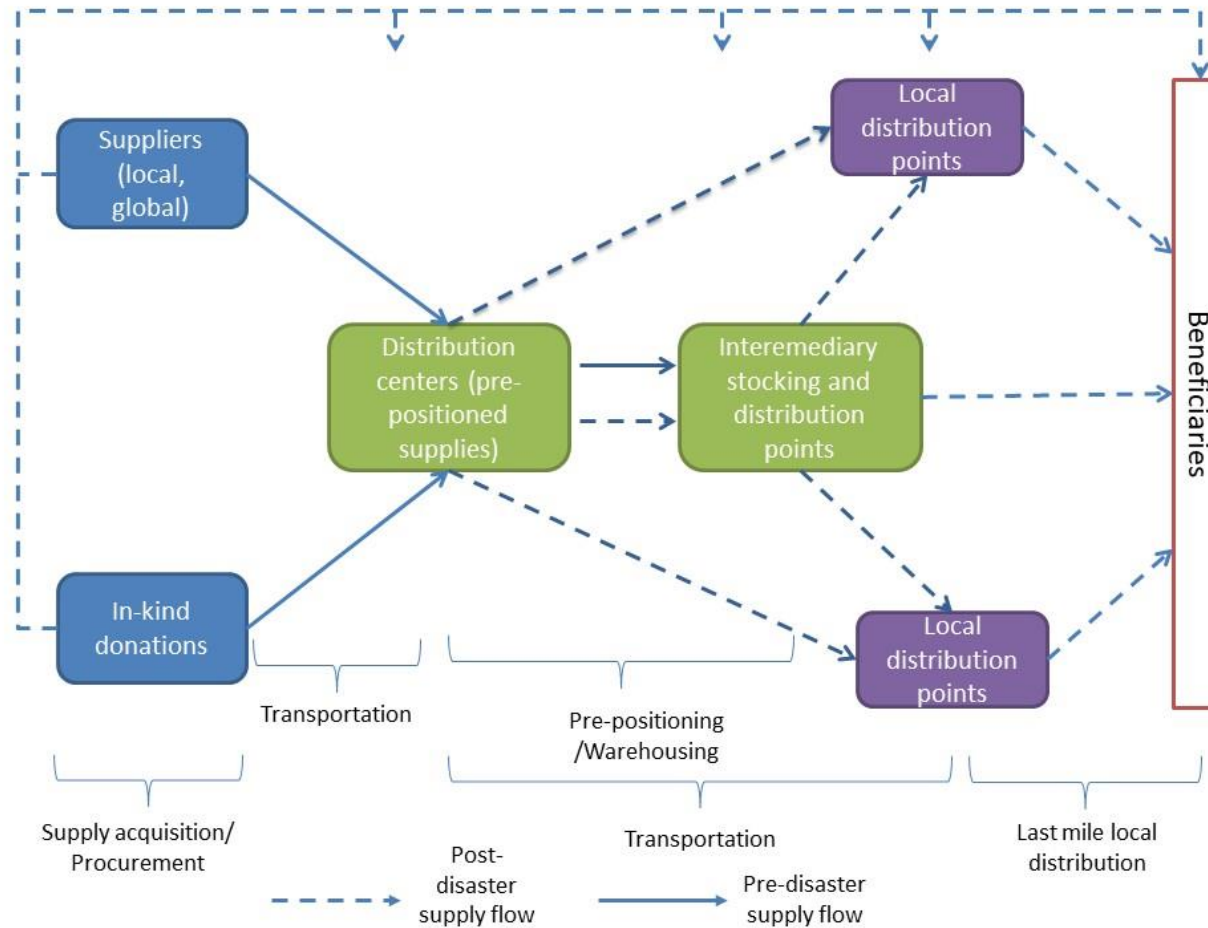 Suppliers
(local,
global)
Local
distribution
points
Distribution
centers (pre-
positioned
supplies)
Interemediary
stocking and
distribution
points
Beneficiaries
In-kind
donations
Local
distribution
points
Transportation
Pre-positioning
/Warehousing
Supply acquisition/
Procurement
Transportation
Last mile local
distribution
Post-
disaster
supply flow
Pre-disaster
supply flow